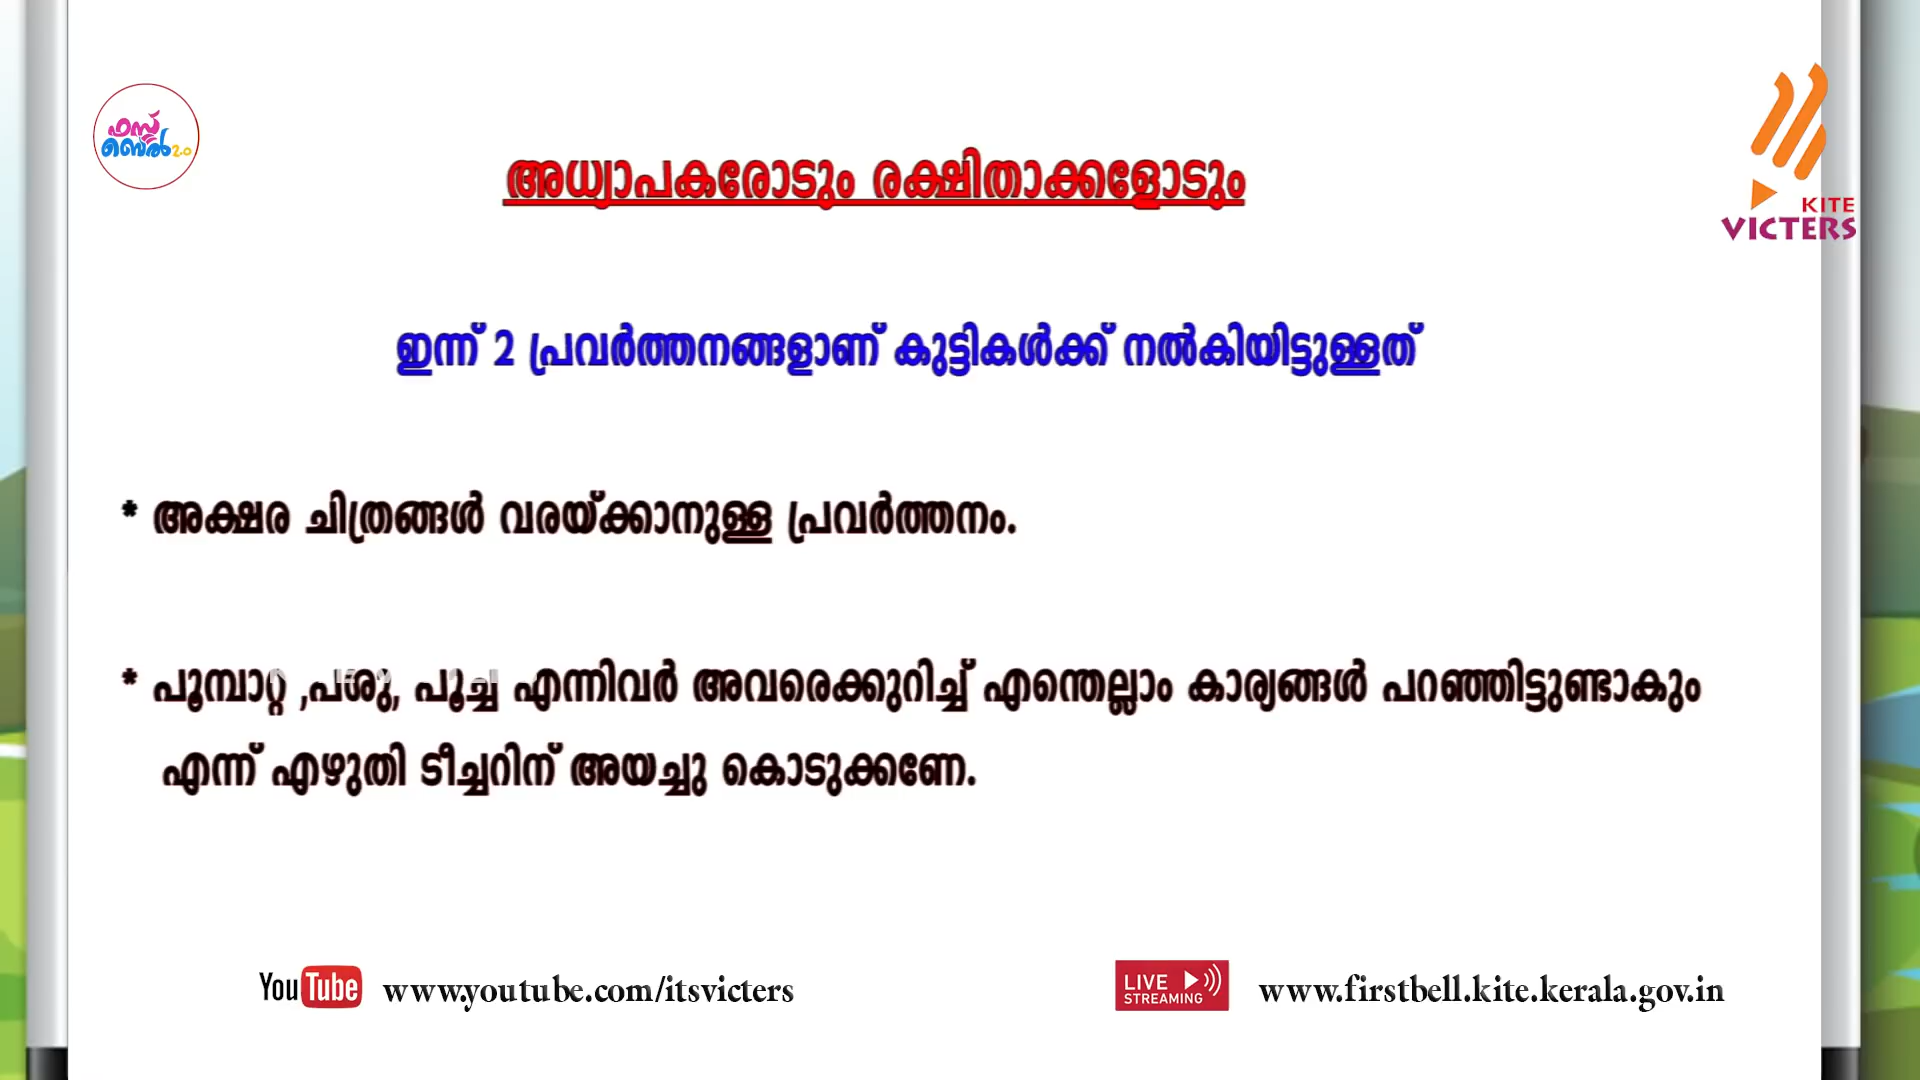 ഫസ്റ്റ്
ബെൽ 2.0
KITE
VICTERS
അധ്യാപകരോടും രക്ഷിതാക്കളോടും
ഇന്ന് 2 പ്രവർത്തനങ്ങളാണ് കുട്ടികൾക്ക് നൽകിയിട്ടുള്ളത്
* അക്ഷര ചിത്രങ്ങൾ വരയ്ക്കാനുള്ള പ്രവർത്തനം.
* പൂമ്പാറ്റ ,പശു, പൂച്ച എന്നിവർ അവരെക്കുറിച്ച് എന്തെല്ലാം കാര്യങ്ങൾ പറഞ്ഞിട്ടുണ്ടാകും
എന്ന് എഴുതി ടീച്ചറിന് അയച്ചു കൊടുക്കണേ.
YouTube www.youtube.com/itsvicters
LIVE STREAMING www.firstbell.kite.kerala.gov.in